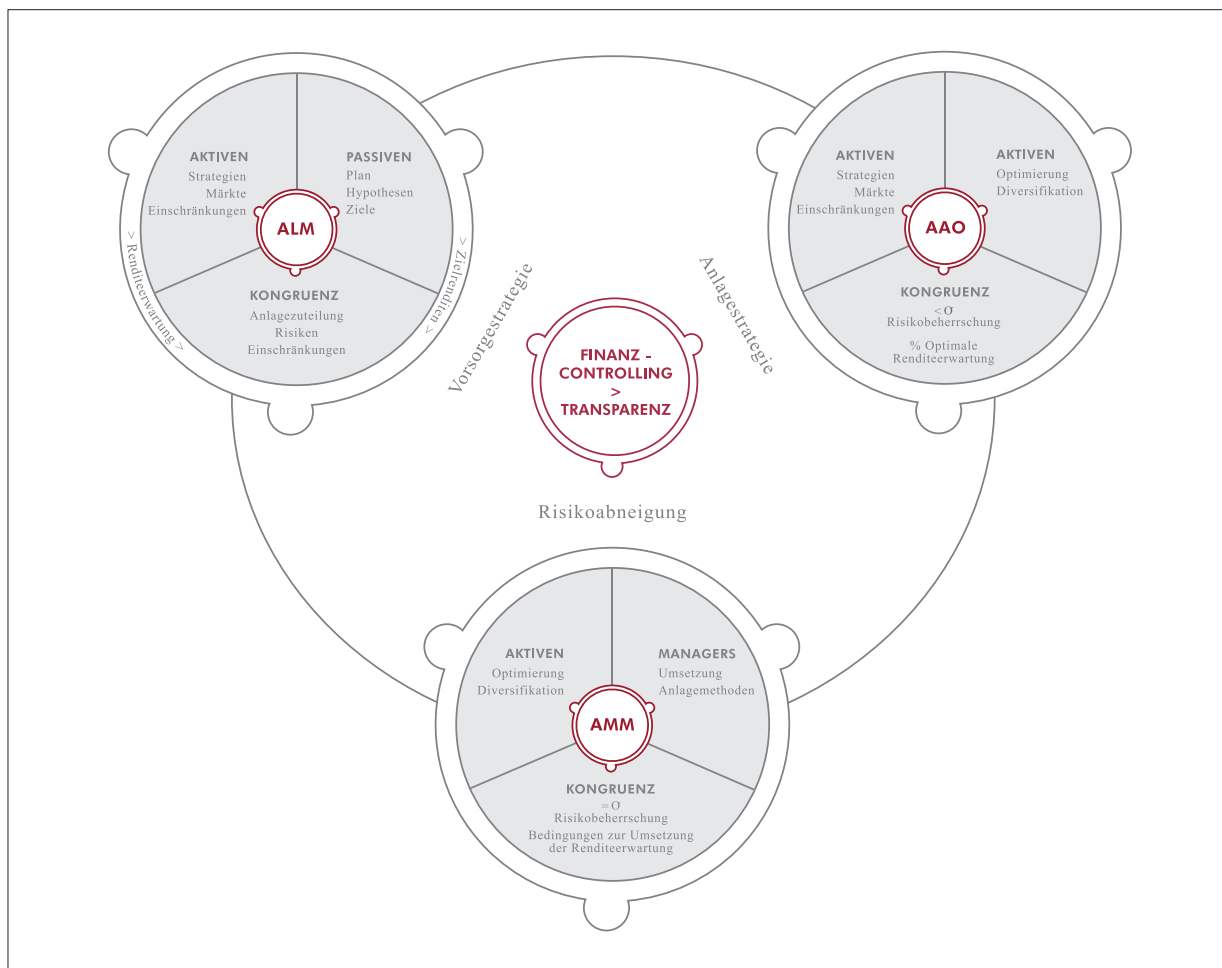 AKTIVEN
Strategien
Märkte
Einschränkungen
PASSIVEN
Plan
Hypothesen
Ziele
ALM
KONGRUENZ
Anlagezuteilung
Risiken
Einschränkungen
> Renditeerwartung >
> Zielrenditen >
AKTIVEN
Strategien
Märkte
Einschränkungen
AKTIVEN
Optimierung
Diversifikation
AAO
KONGRUENZ
<σ
Risikobeherrschung
% Optimale
Renditeerwartung
Vorsorgestrategie
Anlagestrategie
FINANZ -
CONTROLLING
>
TRANSPARENZ
Risikoabneigung
AKTIVEN
Optimierung
Diversifikation
MANAGERS
Umsetzung
Anlagemethoden
AMM
KONGRUENZ
=σ
Risikobeherrschung
Bedingungen zur Umsetzung
der Renditeerwartung